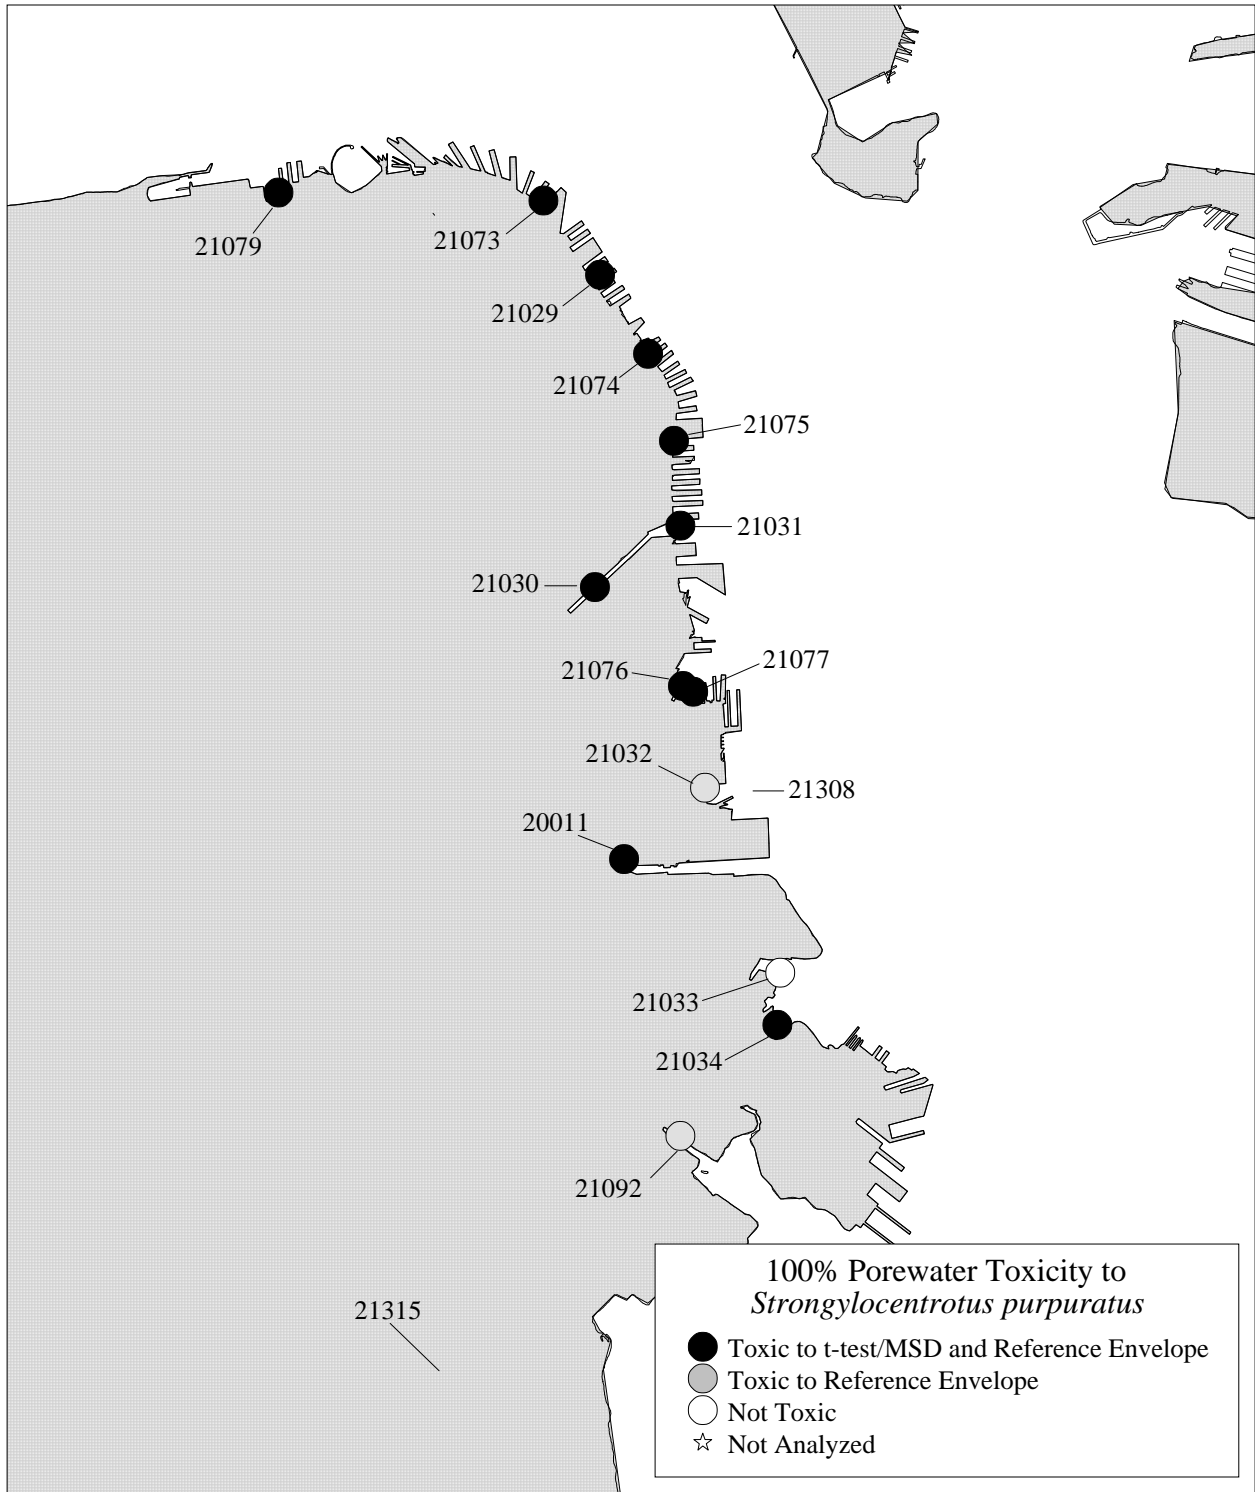 21079
21073
21029
21074
21075
21031
21030
21076
21077
21032
21308
20011
21033
21034
21092
21315
100% Porewater Toxicity to
Strongylocentrotus purpuratus
Toxic to t-test/MSD and Reference Envelope
Toxic to Reference Envelope
Not Toxic
Not Analyzed